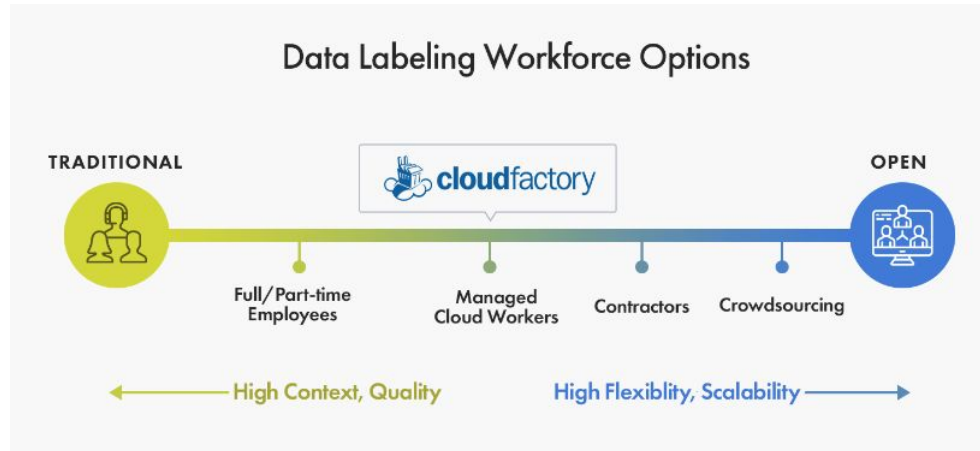 Data Labeling Workforce Options
TRADITIONAL
cloudfactory
OPEN
Full/Part-time
Employees
Managed
Cloud Workers
Contractors
Crowdsourcing
High Context, Quality
High Flexiblity, Scalability